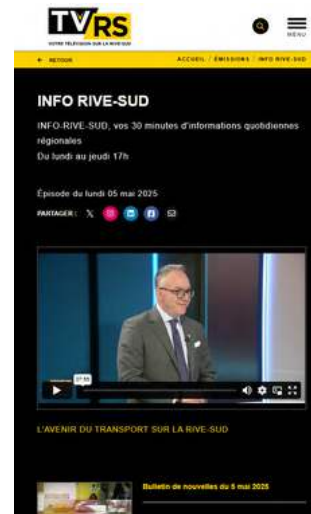 TVRS
VOTRE TÉLÉVISION SUR LA RIVE-SUD
MENU
← RETOUR
ACCUEIL / ÉMISSIONS / INFO RIVE-SUD
INFO RIVE-SUD
INFO-RIVE-SUD, vos 30 minutes d'informations quotidiennes
régionales
Du lundi au jeudi 17h
Épisode du lundi 05 mai 2025
PARTAGER :
L'AVENIR DU TRANSPORT SUR LA RIVE-SUD
Bulletin de nouvelles du 5 mai 2025